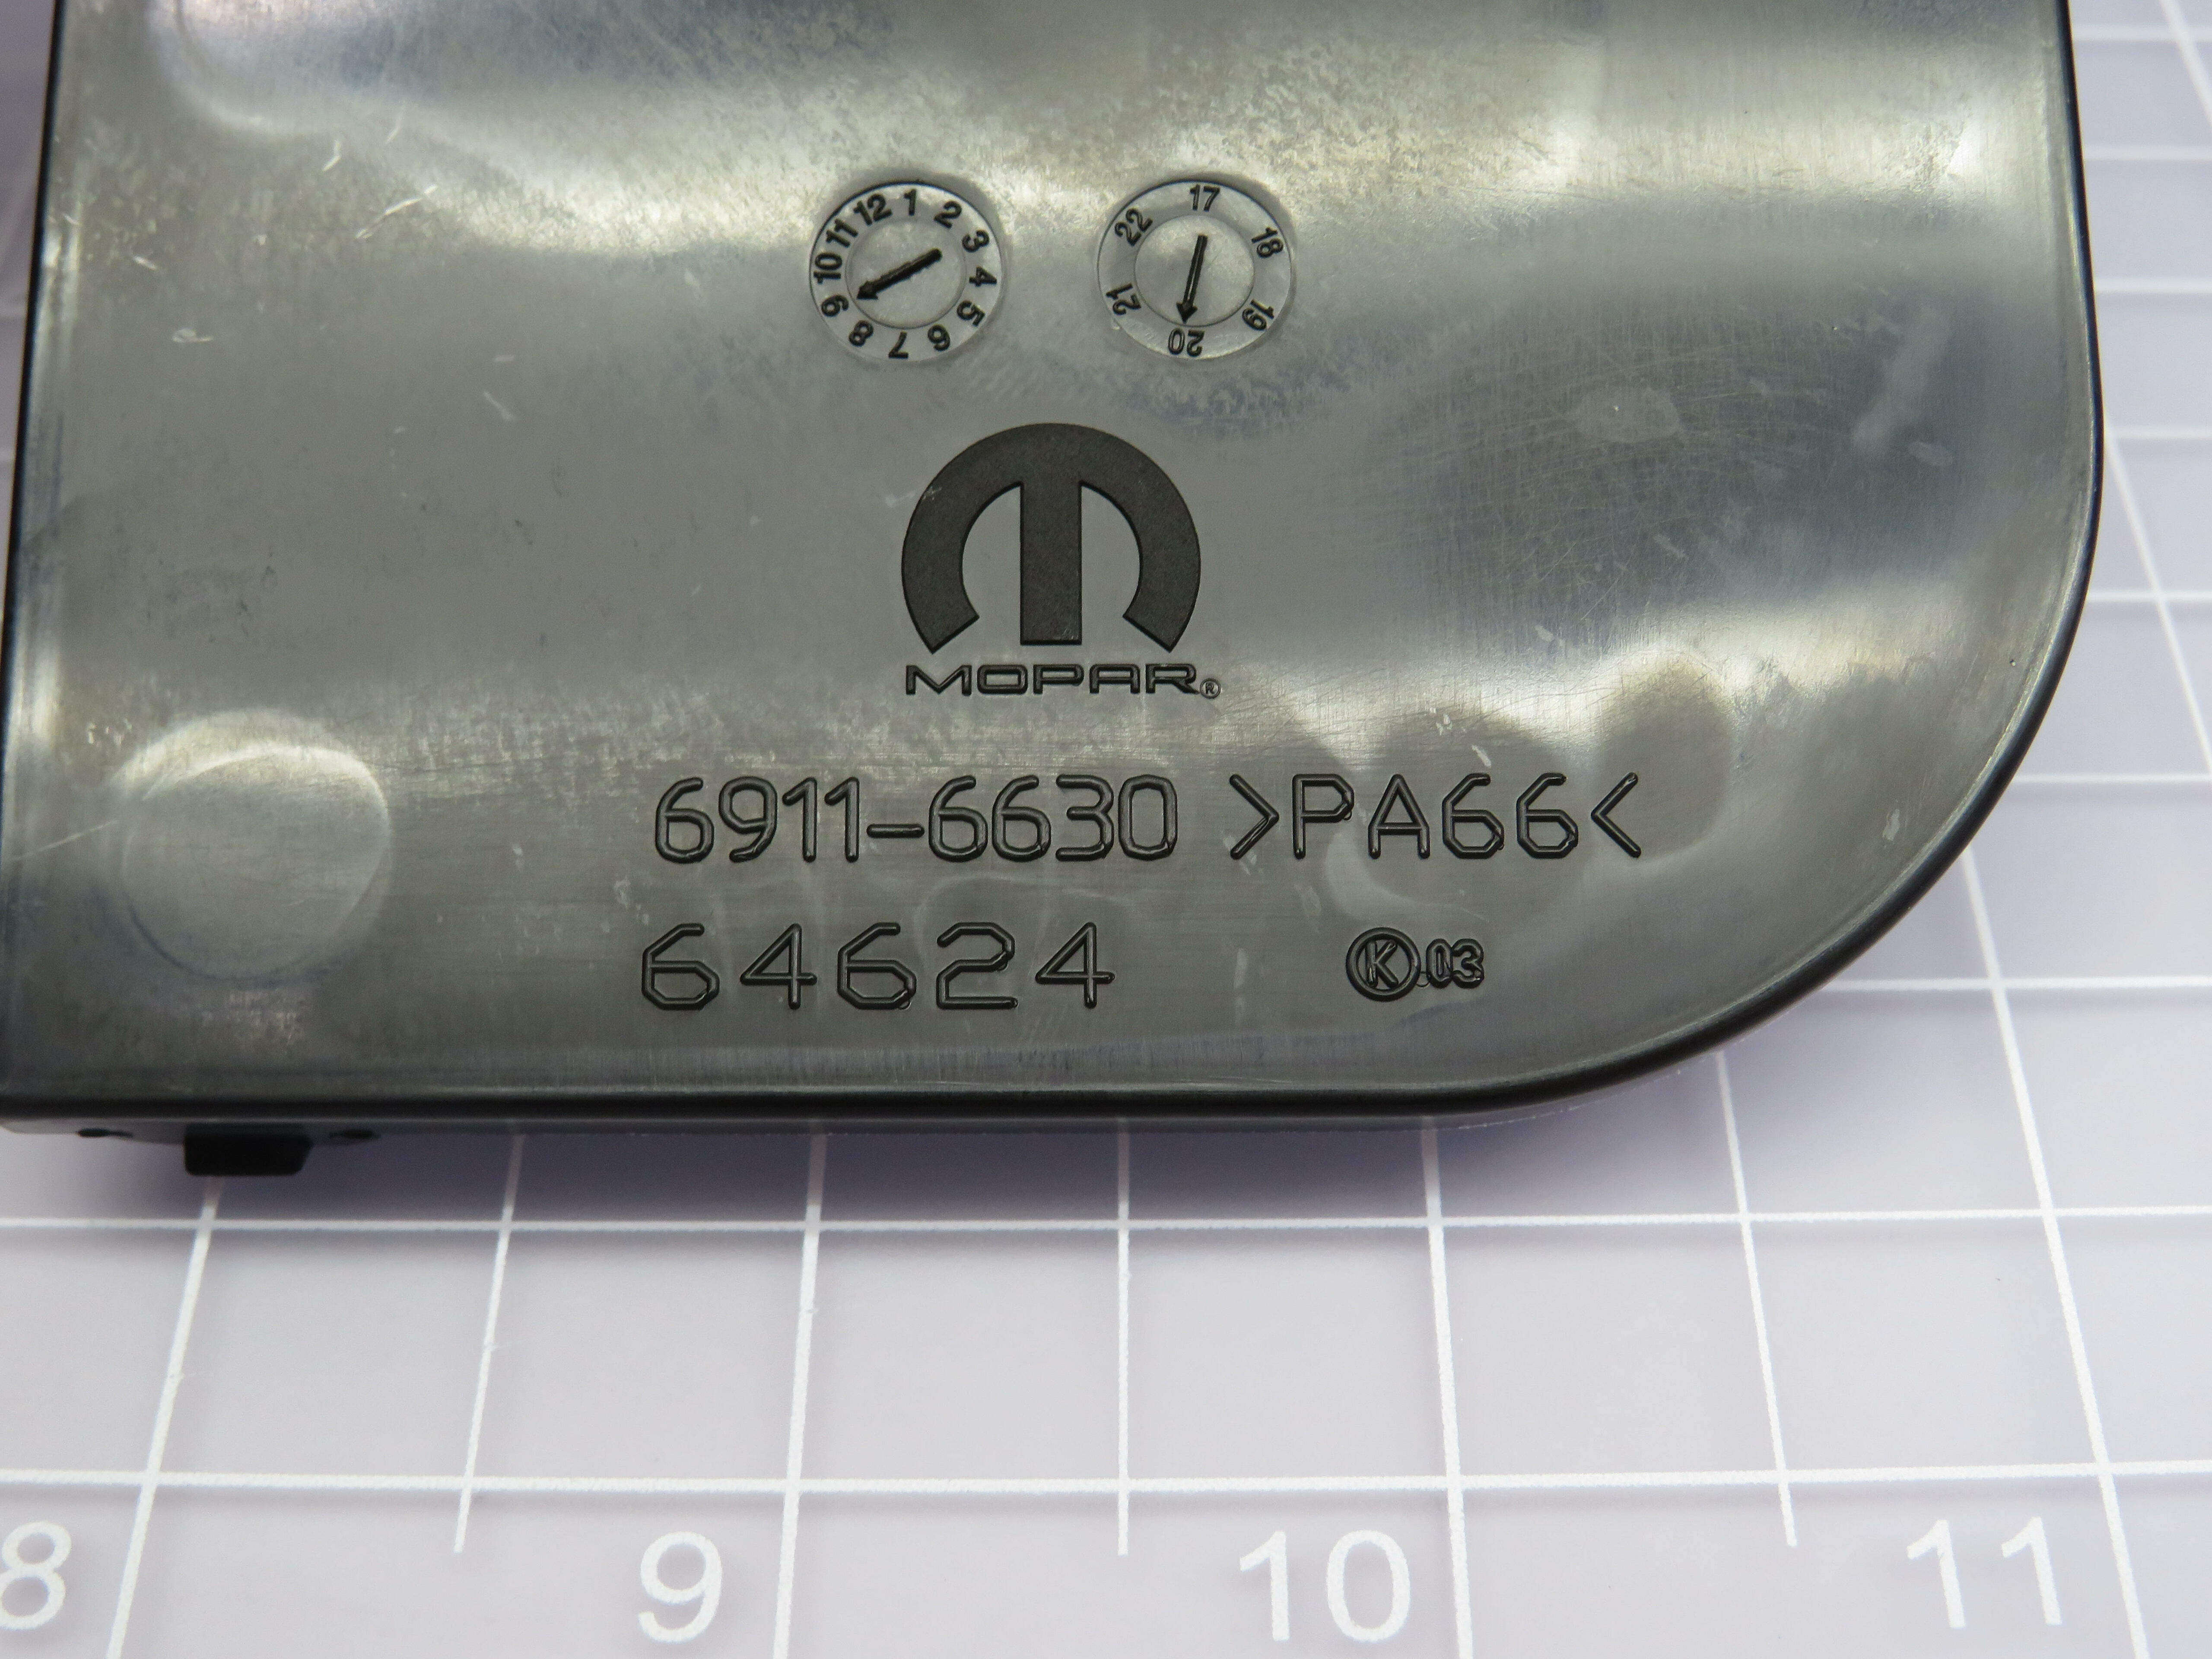 12 1 2 3 4 5 6 7 8 9 10 11
17 18 19 20 21 22
MOPAR®
6911-6630 >PA66<
64624 K .03
8 9 10 11